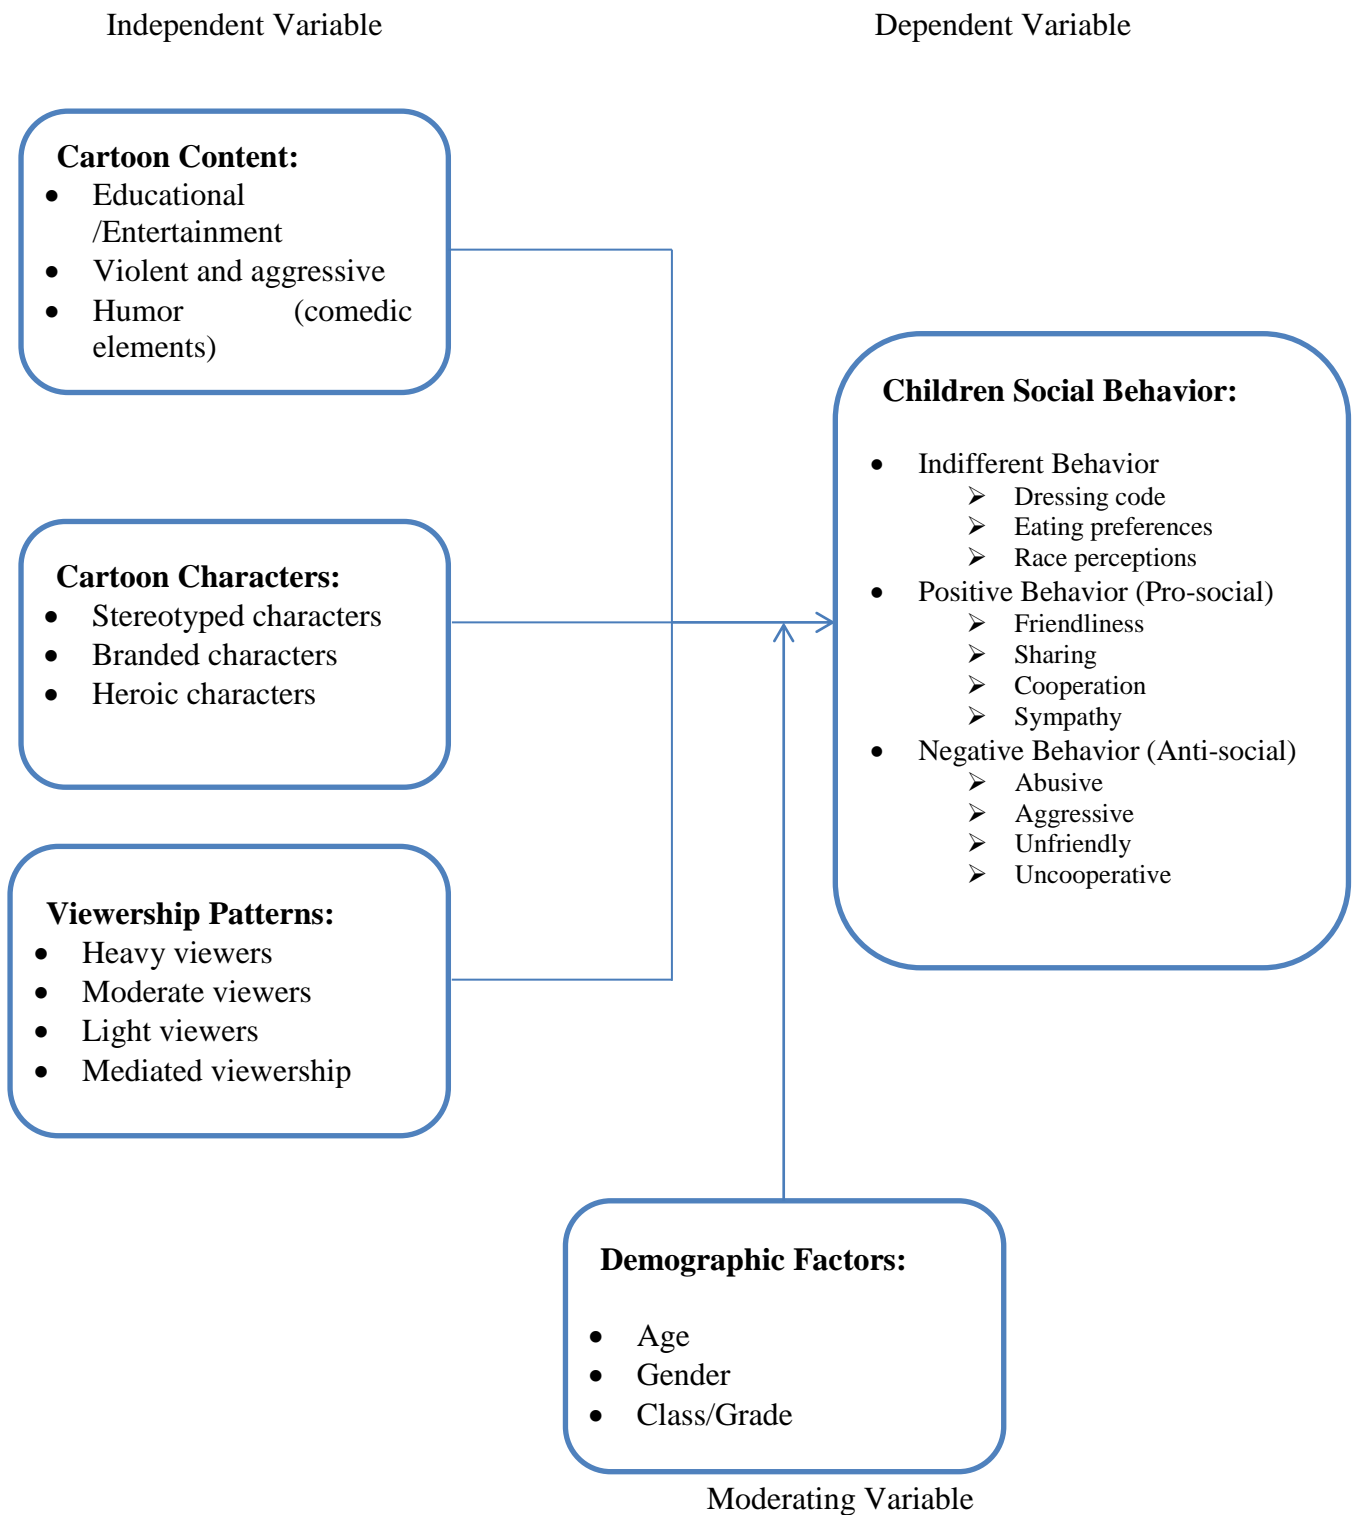 Independent Variable
Dependent Variable
Cartoon Content:
• Educational
/Entertainment
• Violent and aggressive
• Humor (comedic
elements)
Cartoon Characters:
• Stereotyped characters
• Branded characters
• Heroic characters
Viewership Patterns:
• Heavy viewers
• Moderate viewers
• Light viewers
• Mediated viewership
Children Social Behavior:
• Indifferent Behavior
➢ Dressing code
➢ Eating preferences
➢ Race perceptions
• Positive Behavior (Pro-social)
➢ Friendliness
➢ Sharing
➢ Cooperation
➢ Sympathy
• Negative Behavior (Anti-social)
➢ Abusive
➢ Aggressive
➢ Unfriendly
➢ Uncooperative
Demographic Factors:
• Age
• Gender
• Class/Grade
Moderating Variable